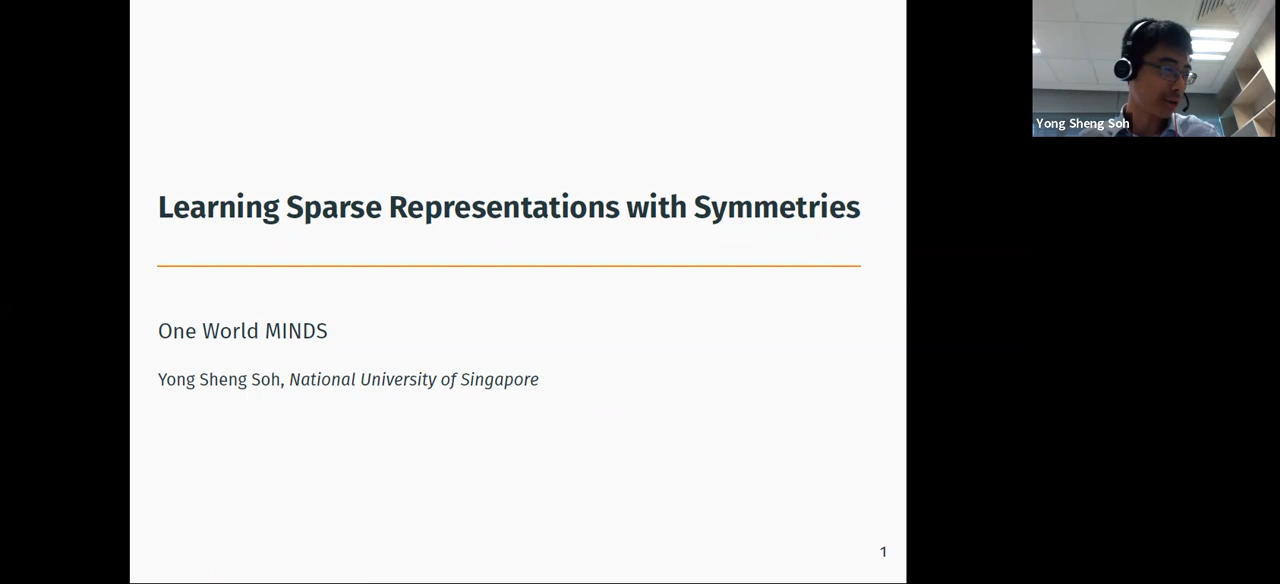 Learning Sparse Representations with Symmetries
One World MINDS
Yong Sheng Soh, National University of Singapore
1
Yong Sheng Soh